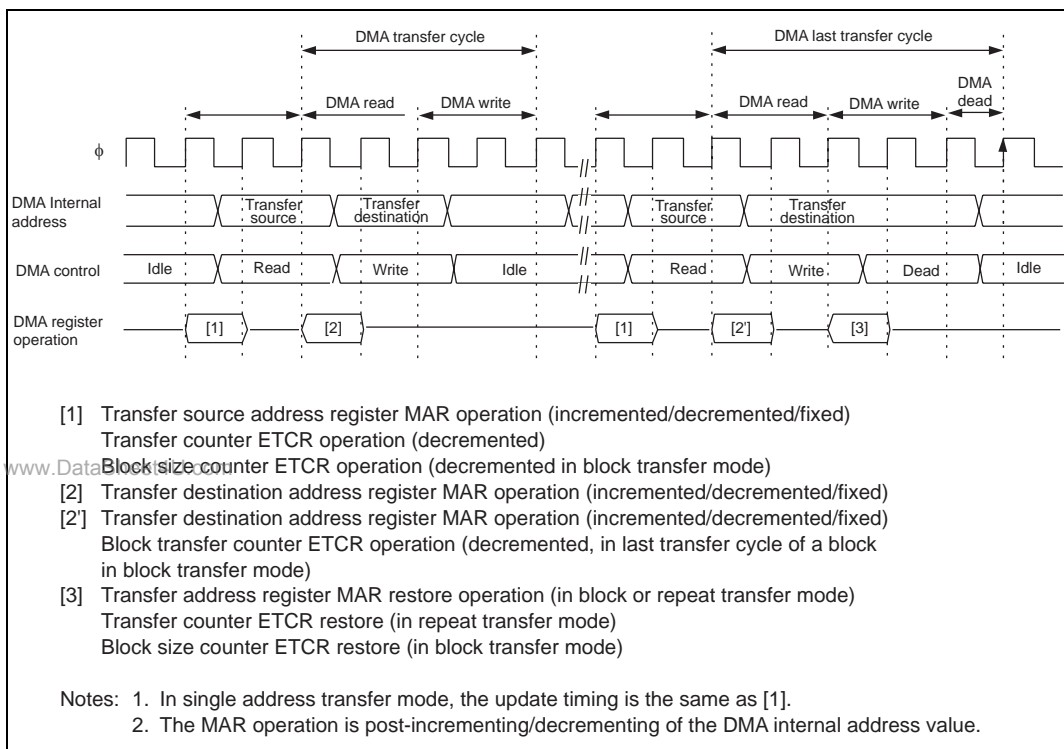 DMA transfer cycle DMA last transfer cycle
DMA read DMA write DMA read DMA write DMA dead
ϕ
DMA Internal address Transfer source Transfer destination Transfer source Transfer destination
DMA control Idle Read Write Idle Read Write Dead Idle
DMA register operation [1] [2] [1] [2'] [3]
[1] Transfer source address register MAR operation (incremented/decremented/fixed)
Transfer counter ETCR operation (decremented)
Block size counter ETCR operation (decremented in block transfer mode)
[2] Transfer destination address register MAR operation (incremented/decremented/fixed)
[2'] Transfer destination address register MAR operation (incremented/decremented/fixed)
Block transfer counter ETCR operation (decremented, in last transfer cycle of a block
in block transfer mode)
[3] Transfer address register MAR restore operation (in block or repeat transfer mode)
Transfer counter ETCR restore (in repeat transfer mode)
Block size counter ETCR restore (in block transfer mode)
Notes: 1. In single address transfer mode, the update timing is the same as [1].
2. The MAR operation is post-incrementing/decrementing of the DMA internal address value.